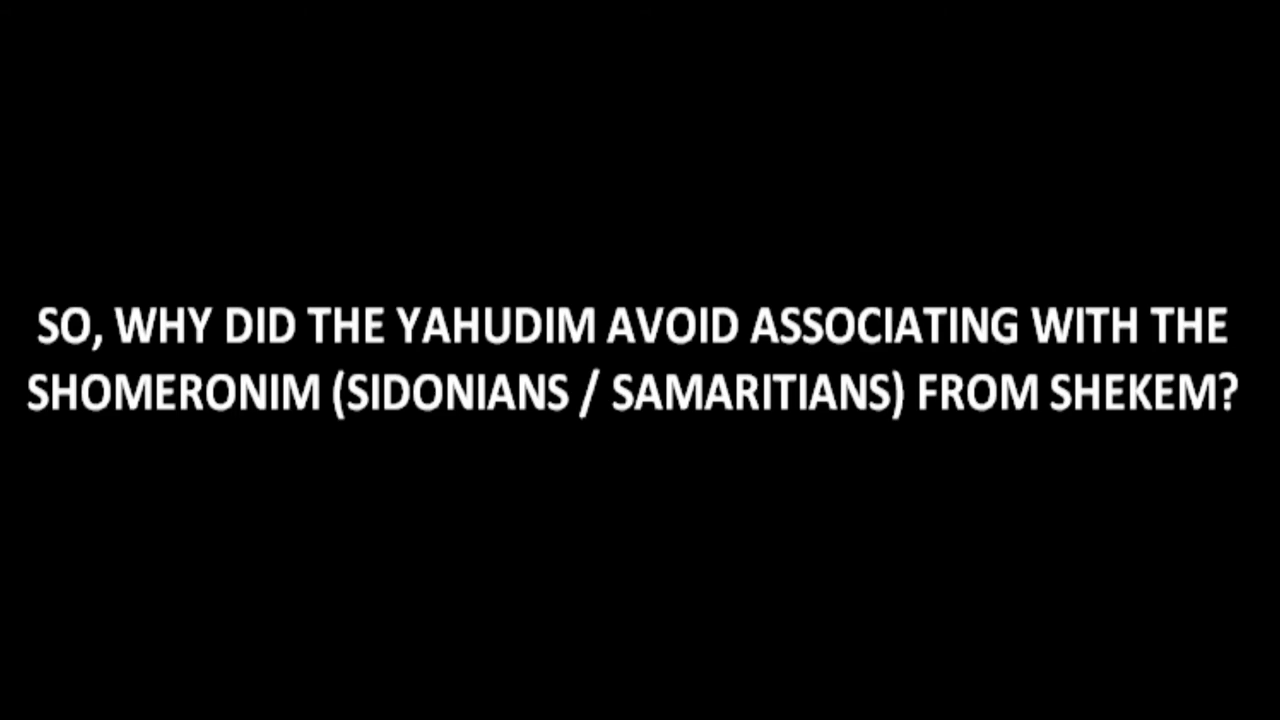 SO, WHY DID THE YAHUDIM AVOID ASSOCIATING WITH THE
SHOMERONIM (SIDONIANS / SAMARITIANS) FROM SHEKEM?